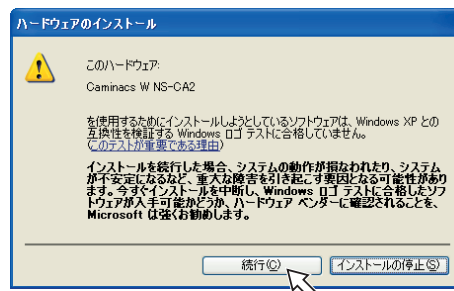 ハードウェアのインストール
このハードウェア:
Caminacs W NS-CA2
を使用するためにインストールしようとしているソフトウェアは、Windows XP との
互換性を検証する Windows ロゴ テストに合格していません。
(このテストが重要である理由)
インストールを続行した場合、システムの動作が損なわれたり、システム
が不安定になるなど、重大な障害を引き起こす要因となる可能性があり
ます。今すぐインストールを中断し、Windows ロゴ テストに合格したソフ
トウェアが入手可能かどうか、ハードウェア ベンダーに確認されることを、
Microsoft は強くお勧めします。
続行(C)
インストールの停止(S)